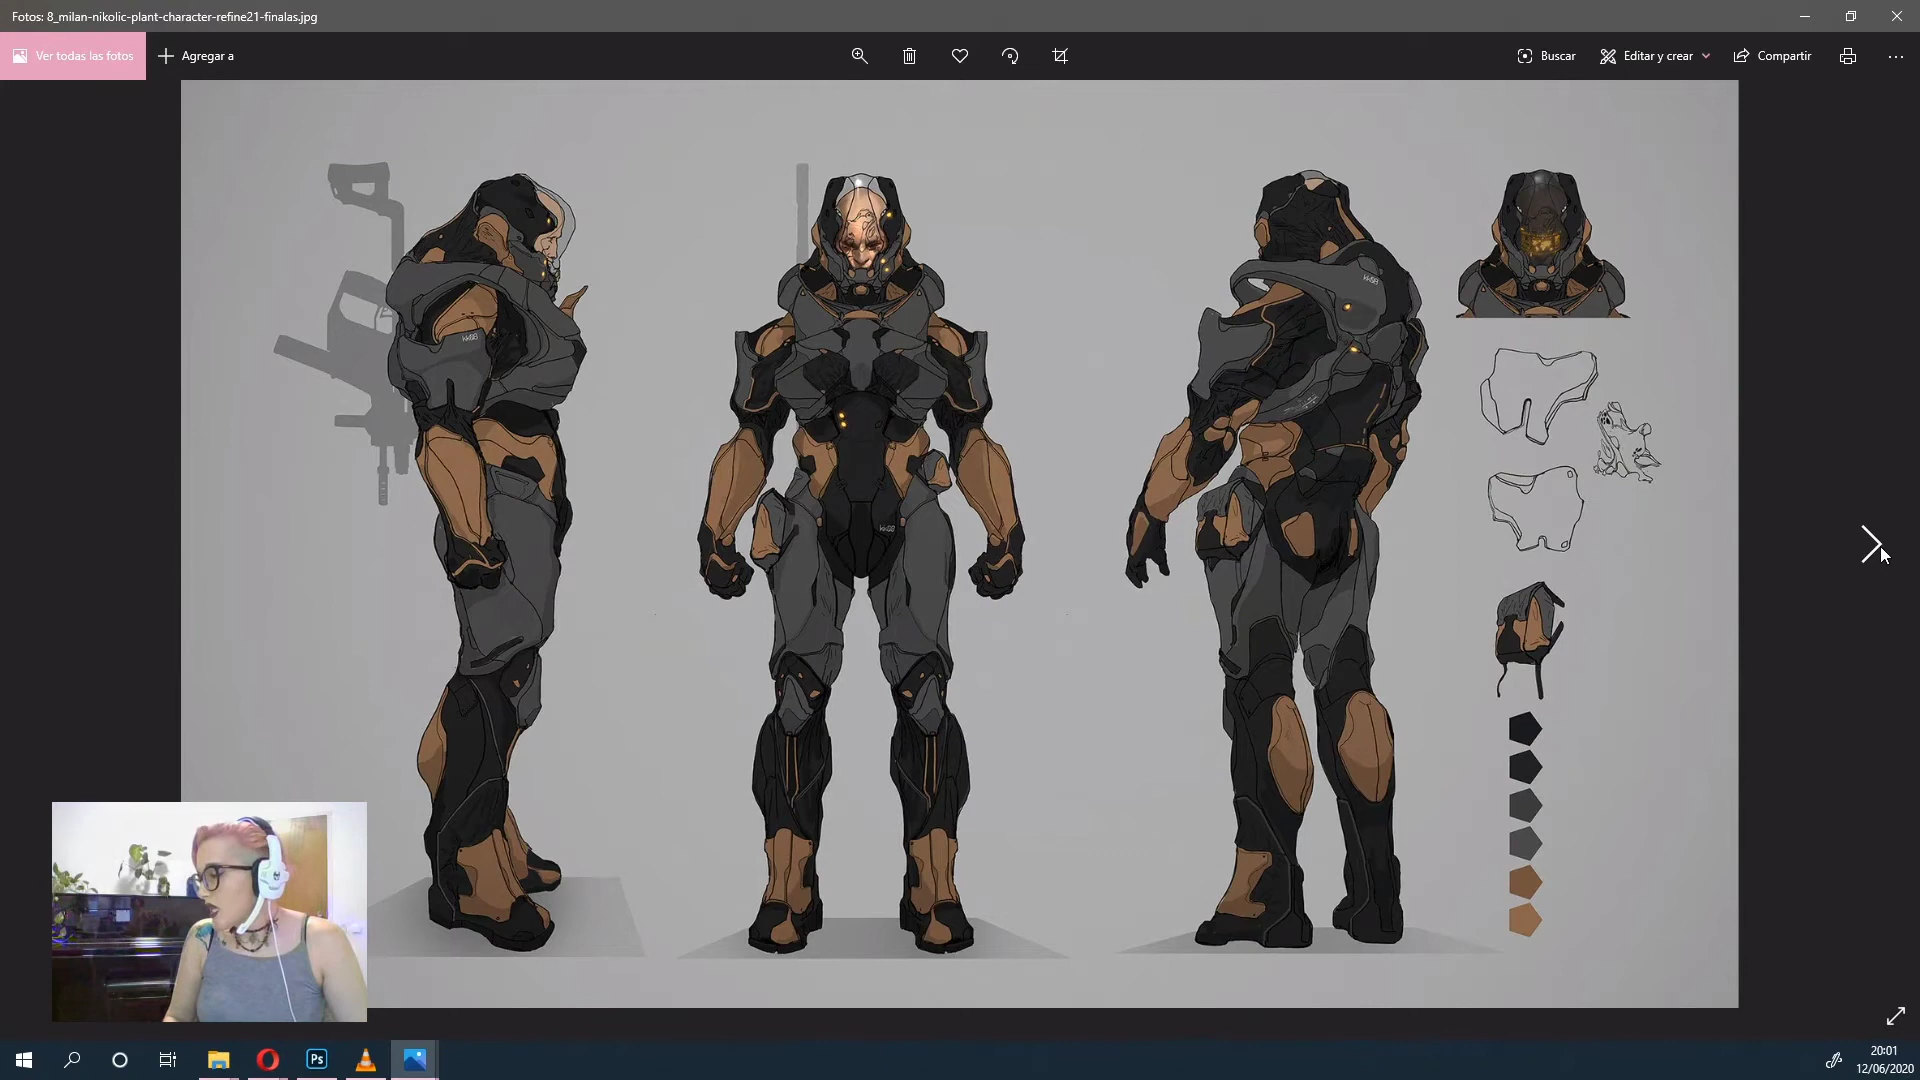 Fotos: 8_milan-nikolic-plant-character-refine21-finalas.jpg
Ver todas las fotos
Agregar a
Buscar
Editar y crear
Compartir
Ps
20:01
12/06/2020